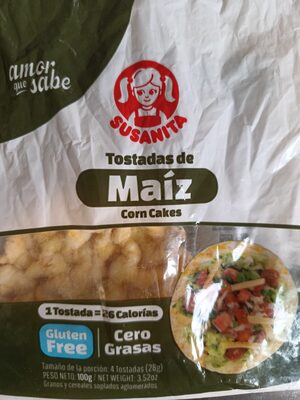 amor
que sabe
SUSANITA
Tostadas de
Maíz
Corn Cakes
1 Tostada = 26 Calorías
Gluten
Free
Cero
Grasas
Tamaño de la porción: 4 tostadas (28g)
PESO NETO: 100g / NET WEIGHT: 3.52oz
Granos y cereales soplados aglomerados